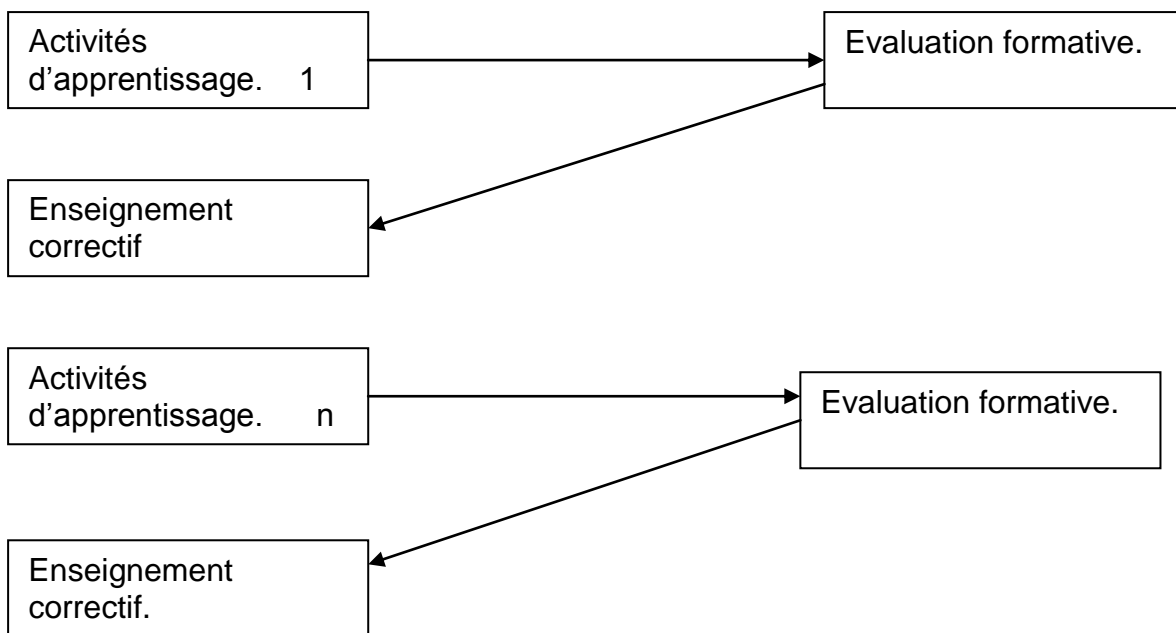 Activités
d’apprentissage. 1
Evaluation formative.
Enseignement
correctif
Activités
d’apprentissage. n
Evaluation formative.
Enseignement
correctif.